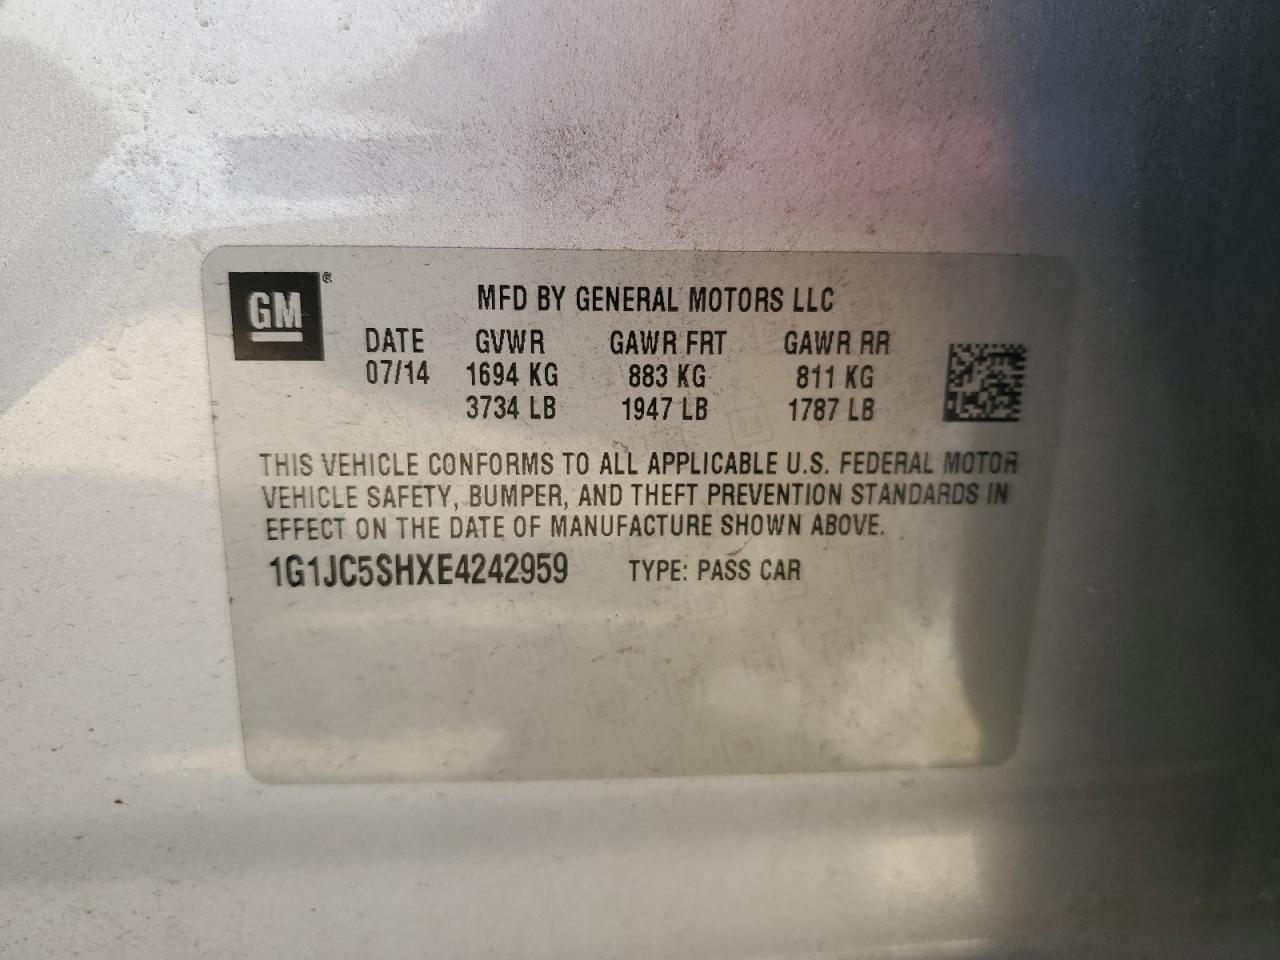 GM ®
MFD BY GENERAL MOTORS LLC
DATE GVWR GAWR FRT GAWR RR
07/14 1694 KG 883 KG 811 KG
3734 LB 1947 LB 1787 LB
THIS VEHICLE CONFORMS TO ALL APPLICABLE U.S. FEDERAL MOTOR
VEHICLE SAFETY, BUMPER, AND THEFT PREVENTION STANDARDS IN
EFFECT ON THE DATE OF MANUFACTURE SHOWN ABOVE.
1G1JC5SHXE4242959 TYPE: PASS CAR